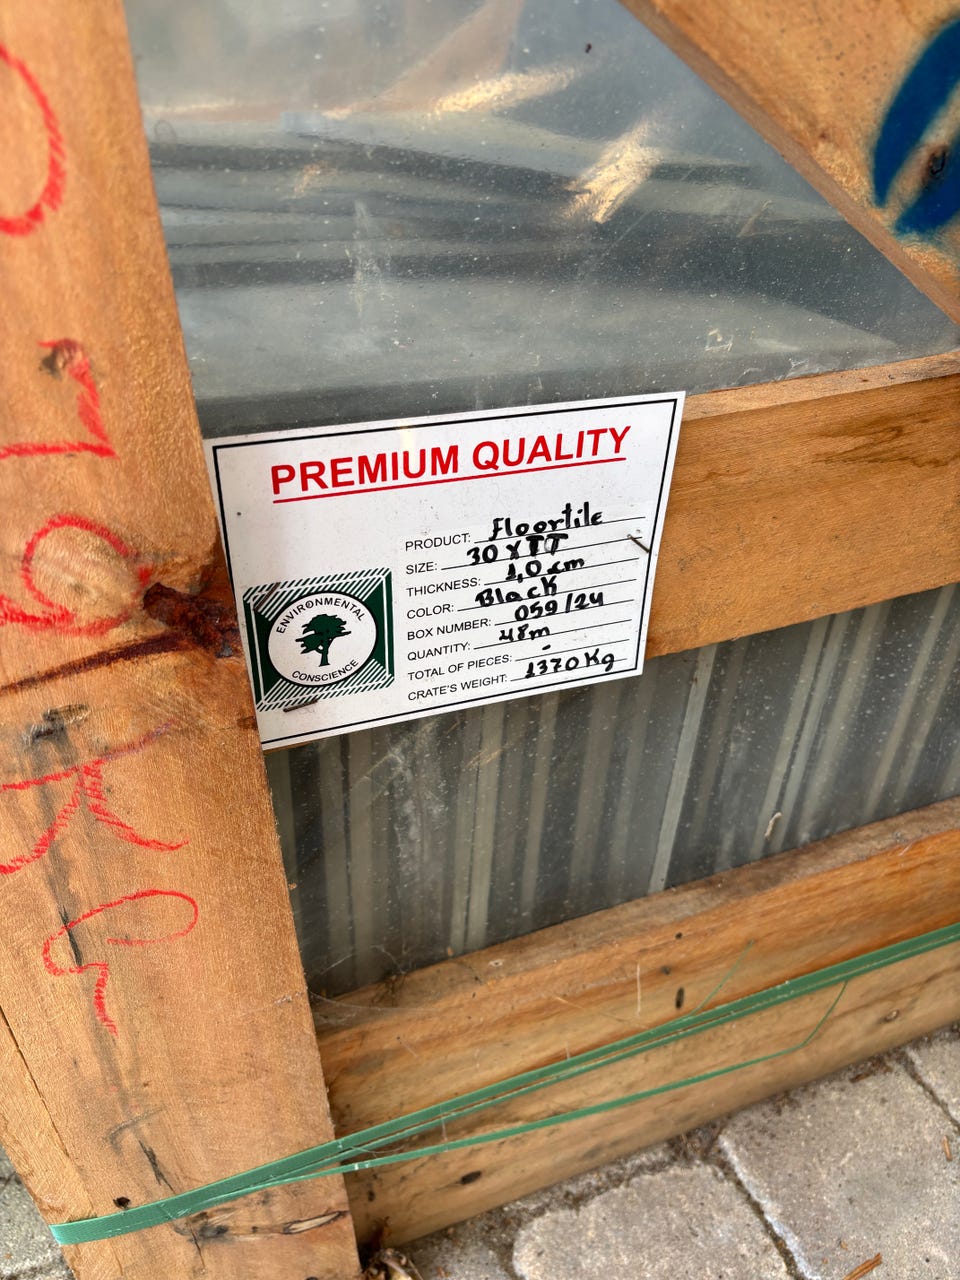 PREMIUM QUALITY
PRODUCT: Floortile
SIZE: 30 X TT
THICKNESS: 1,0 cm
COLOR: Black
BOX NUMBER: 059/24
QUANTITY: 48m
TOTAL OF PIECES: -
CRATE'S WEIGHT: 1370 Kg
ENVIRONMENTAL
CONSCIENCE